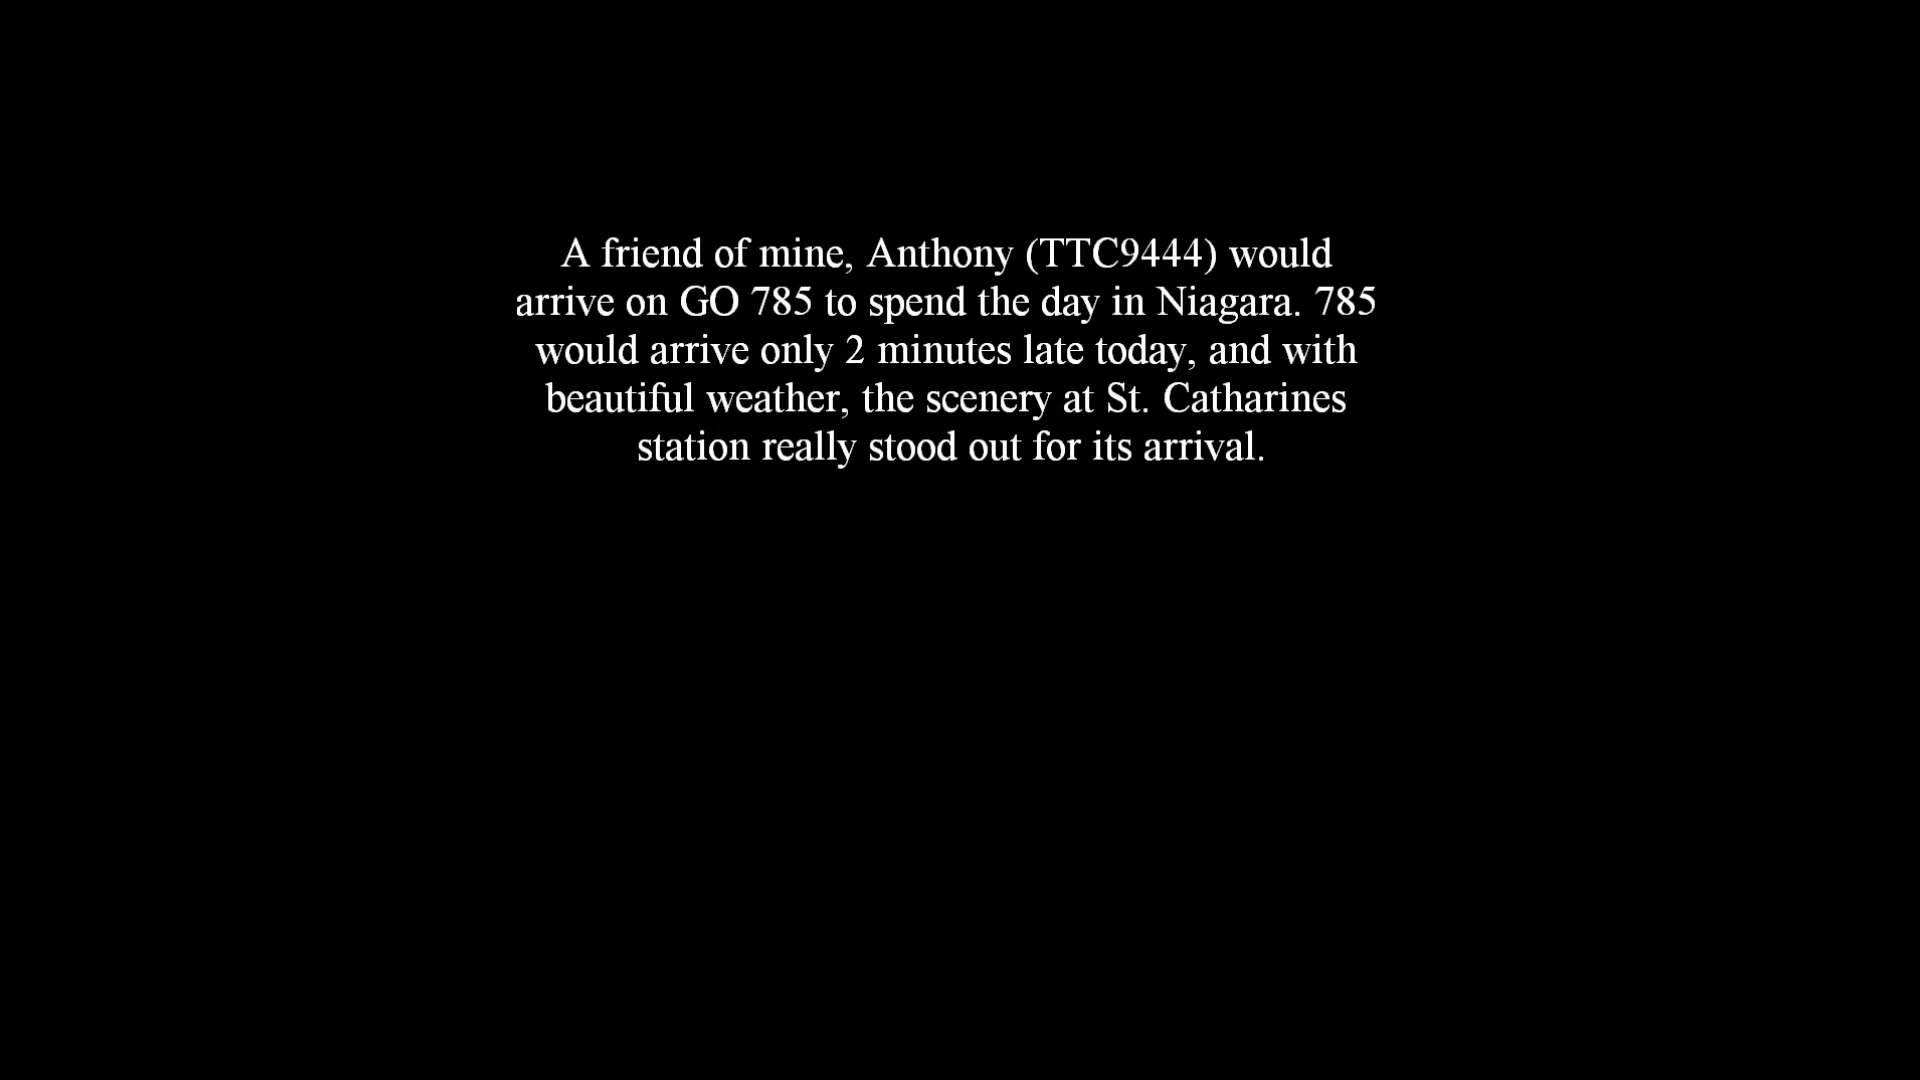 A friend of mine, Anthony (TTC9444) would
arrive on GO 785 to spend the day in Niagara. 785
would arrive only 2 minutes late today, and with
beautiful weather, the scenery at St. Catharines
station really stood out for its arrival.